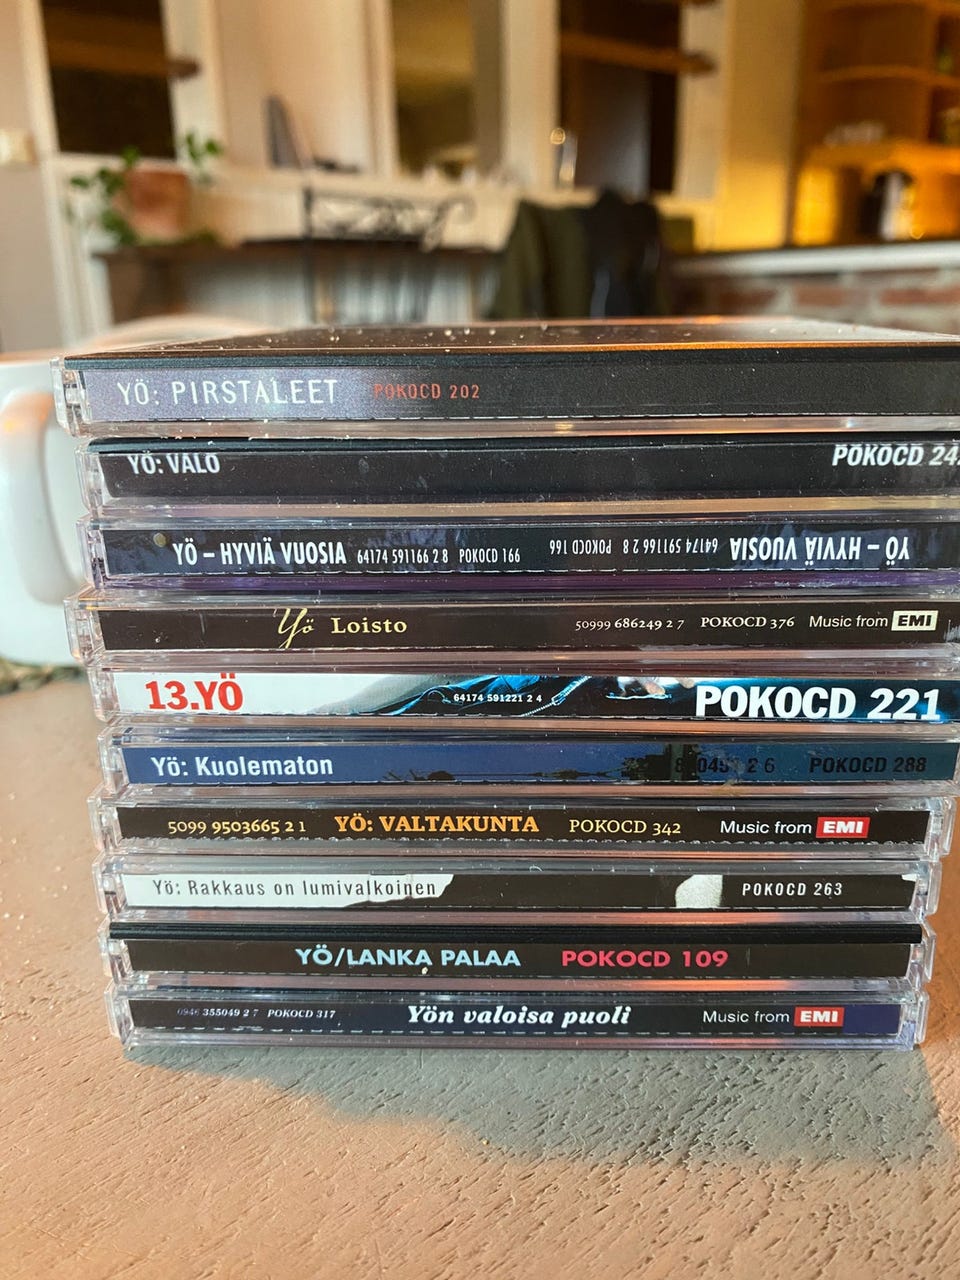 YÖ: PIRSTALEET POKOCD 202
YÖ: VALO POKOCD
YÖ – HYVIÄ VUOSIA 64174 591166 2 8 POKOCD 166 YÖ – HYVIÄ VUOSIA 64174 591166 2 8 POKOCD 166
Yö Loisto 50999 686249 2 7 POKOCD 376 Music from EMI
13.YÖ 64174 591221 2 4 POKOCD 221
Yö: Kuolematon 2 6 POKOCD 288
5099 9503665 2 1 YÖ: VALTAKUNTA POKOCD 342 Music from EMI
Yö: Rakkaus on lumivalkoinen POKOCD 263
YÖ/LANKA PALAA POKOCD 109
0946 355049 2 7 POKOCD 317 Yön valoisa puoli Music from EMI